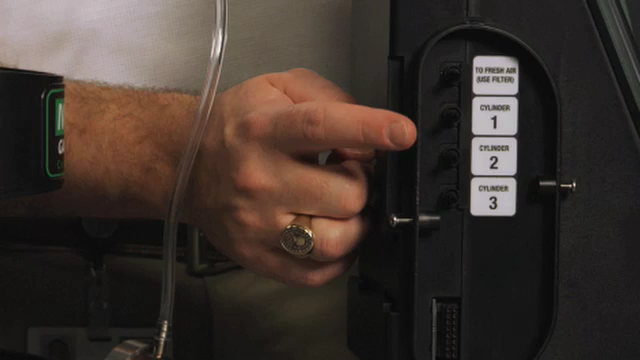 TO FRESH AIR
(USE FILTER)
CYLINDER
1
CYLINDER
2
CYLINDER
3